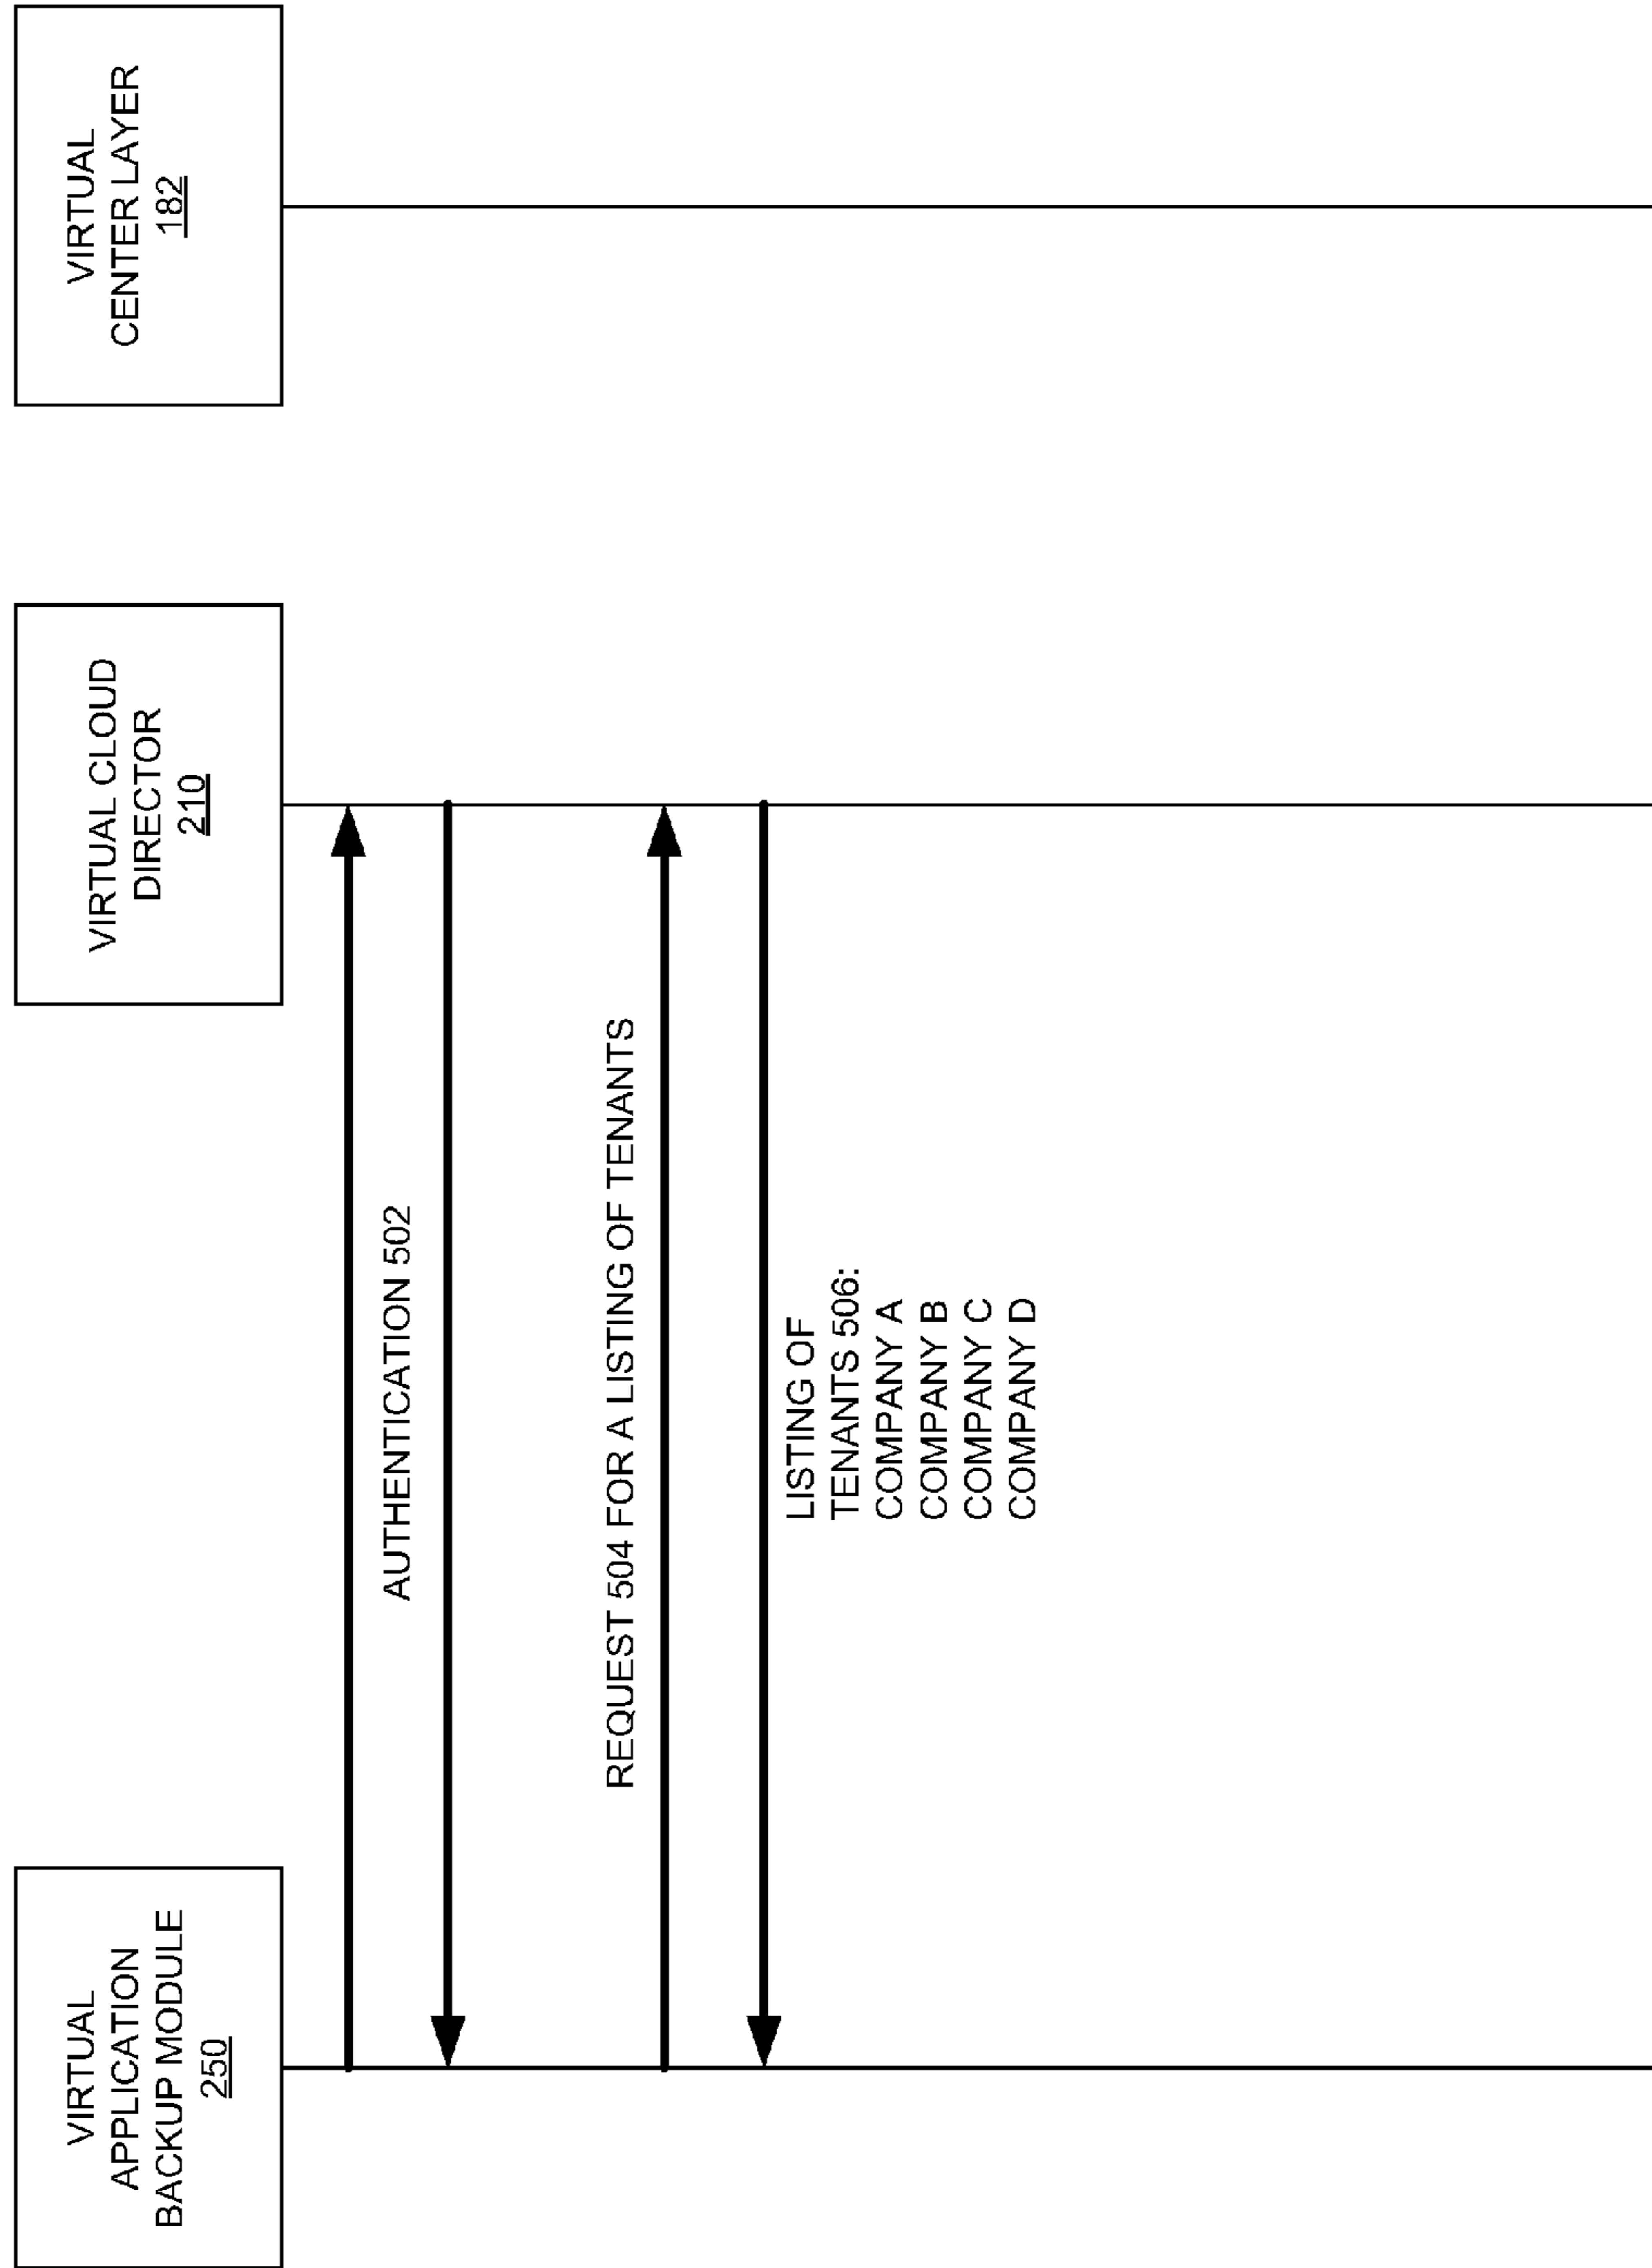 VIRTUAL
APPLICATION
BACKUP MODULE
250
VIRTUAL CLOUD
DIRECTOR
210
VIRTUAL
CENTER LAYER
182
AUTHENTICATION 502
REQUEST 504 FOR A LISTING OF TENANTS
LISTING OF
TENANTS 506:
COMPANY A
COMPANY B
COMPANY C
COMPANY D